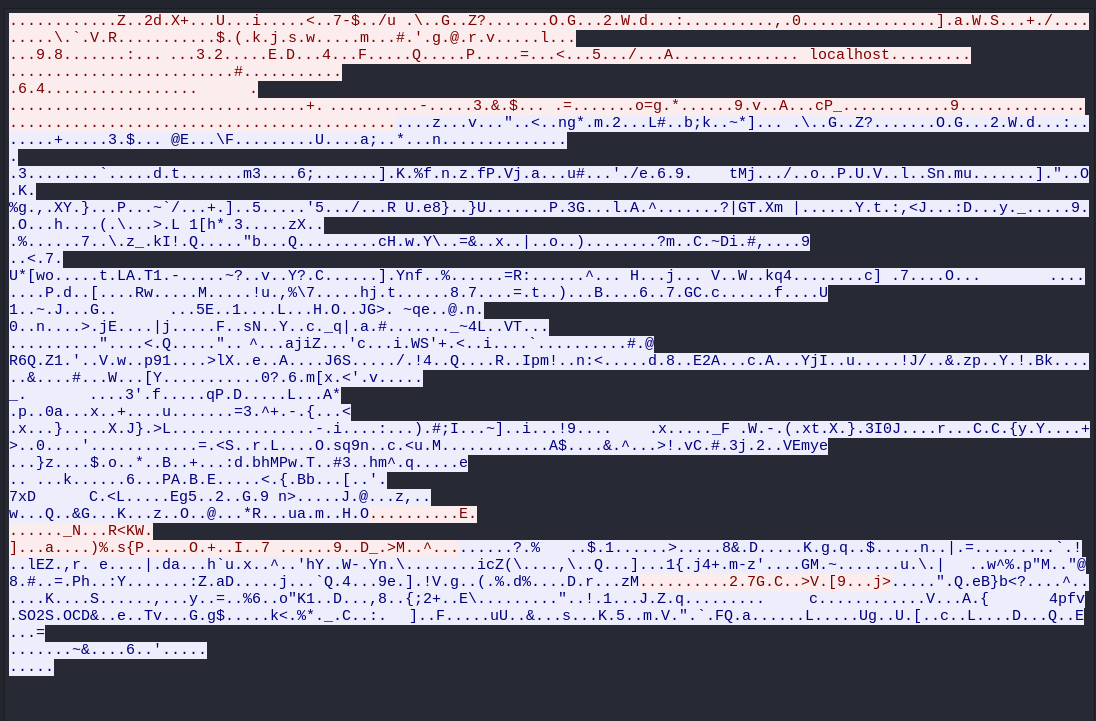 ............Z..2d.X+...U...i.....<..7-$../u .\..G..Z?.......O.G...2.W.d...:..........,.0...............].a.W.S...+./....
.....\.`.V.R...........$.(.k.j.s.w.....m...#.'.g.@.r.v.....l...
...9.8.......:... ...3.2.....E.D...4...F.....Q.....P.....=...<...5.../...A.............. localhost.........
.........................#...........
.6.4.................      .
.................................+. ...........-.....3.&.$... .=.......o=g.*......9.v..A...cP_............9..............
...........................................….z...v..."..<..ng*.m.2...L#..b;k..~*]... .\..G..Z?.......O.G...2.W.d...:..
.....+.....3.$... @E...\F.........U....a;..*...n..............
.
.3........`.....d.t.......m3....6;.......].K.%f.n.z.fP.Vj.a...u#...'./e.6.9.    tMj.../..o..P.U.V..l..Sn.mu.......]."..O
.K.
%g.,.XY.}...P...~`/...+.]..5.....'5.../...R U.e8}..}U.......P.3G...l.A.^.......?|GT.Xm |......Y.t.:,<J...:D...y._.....9.
.O...h....(.\...>.L 1[h*.3.....zX..
.%......7..\.z_.kI!.Q....."b...Q.........cH.w.Y\..=&..x..|..o..)........?m..C.~Di.#,....9
..<.7.
U*[wo.....t.LA.T1.-.....~?..v..Y?.C......].Ynf..%......=R:......^... H...j... V..W..kq4........c] .7....O...        ....
....P.d..[....Rw.....M.....!u.,%\7.....hj.t......8.7....=.t..)...B....6..7.GC.c......f....U
1..~.J...G..      ...5E..1....L...H.O..JG>. ~qe..@.n.
0..n....>.jE....|j.....F..sN..Y..c._q|.a.#......._~4L..VT...
.........."....<.Q.....".. ^...ajiZ...'c...i.WS'+.<..i....`..........#.@
R6Q.Z1.'..V.w..p91....>lX..e..A....J6S...../.!4..Q....R..Ipm!..n:<.....d.8..E2A...c.A...YjI..u.....!J/..&.zp..Y.!.Bk....
..&....#...W...[Y...........0?.6.m[x.<'.v.....
_.       ....3'.f.....qP.D.....L...A*
.p..0a...x..+....u.......=3.^+.-.{...<
.x...}.....X.J}.>L................-.i....:...).#;I...~]..i...!9....    .x....._F .W.-.(.xt.X.}.3I0J....r...C.C.{y.Y....+
>..0....'............=.<S..r.L....O.sq9n..c.<u.M............A$....&.^...>!.vC.#.3j.2..VEmye
...}z....$.o..*..B..+...:d.bhMPw.T..#3..hm^.q.....e
.. ...k......6...PA.B.E.....<.{.Bb...[..'.
7xD      C.<L.....Eg5..2..G.9 n>.....J.@...z,..
w...Q..&G...K...z..O..@...*R...ua.m..H.O..........E.
......_N...R<KW.
]...a....)%.s{P.....O.+..I..7 ......9..D_.>M..^..........?.%   ..$.1......>.....8&.D.....K.g.q..$.....n..|.=.........`.!
..lEZ.,r. e....|.da...h`u.x..^..'hY..W-.Yn.\........icZ(\...,\..Q...]...1{.j4+.m-z'....GM.~.......u.\.|   ..w^%.p"M.."@
8.#..=.Ph..:Y.......:Z.aD.....j...`Q.4...9e.].!V.g..(.%.d%....D.r...zM..........2.7G.C..>V.[9...j>.....".Q.eB}b<?....^..
....K....S......,...y..=..%6..o"K1..D...,8..{;2+..E\........."..!.1...J.Z.q.........     c............V...A.{       4pfv
.SO2S.OCD&..e..Tv...G.g$.....k<.%*._.C..:   ]..F.....uU..&...s...K.5..m.V.".`.FQ.a......L.....Ug..U.[..c..L....D...Q..E
...=
.......~&....6..'.....
.....